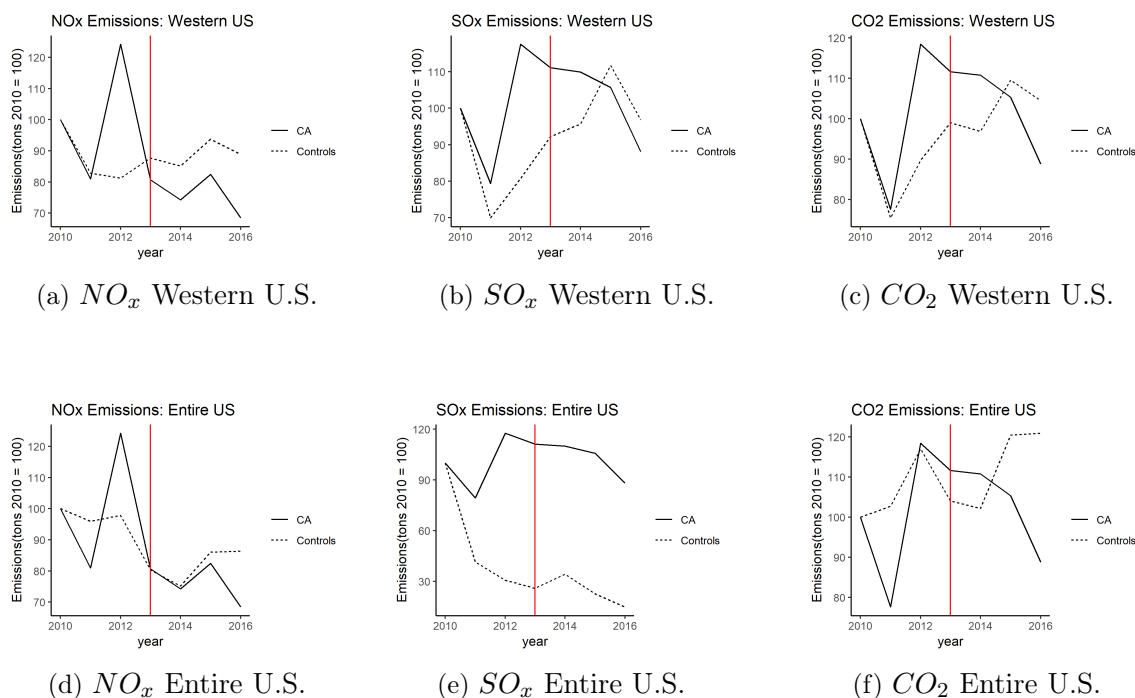 NOx Emissions: Western US
Emissions(tons 2010 = 100)
120
110
100
90
80
70
2010
2012
2014
2016
year
CA
Controls
(a) NOₓ Western U.S.
SOx Emissions: Western US
Emissions(tons 2010 = 100)
110
100
90
80
70
2010
2012
2014
2016
year
CA
Controls
(b) SOₓ Western U.S.
CO2 Emissions: Western US
Emissions(tons 2010 = 100)
120
110
100
90
80
2010
2012
2014
2016
year
CA
Controls
(c) CO₂ Western U.S.
NOx Emissions: Entire US
Emissions(tons 2010 = 100)
120
110
100
90
80
70
2010
2012
2014
2016
year
CA
Controls
(d) NOₓ Entire U.S.
SOx Emissions: Entire US
Emissions(tons 2010 = 100)
120
90
60
30
2010
2012
2014
2016
year
CA
Controls
(e) SOₓ Entire U.S.
CO2 Emissions: Entire US
Emissions(tons 2010 = 100)
120
110
100
90
80
2010
2012
2014
2016
year
CA
Controls
(f) CO₂ Entire U.S.